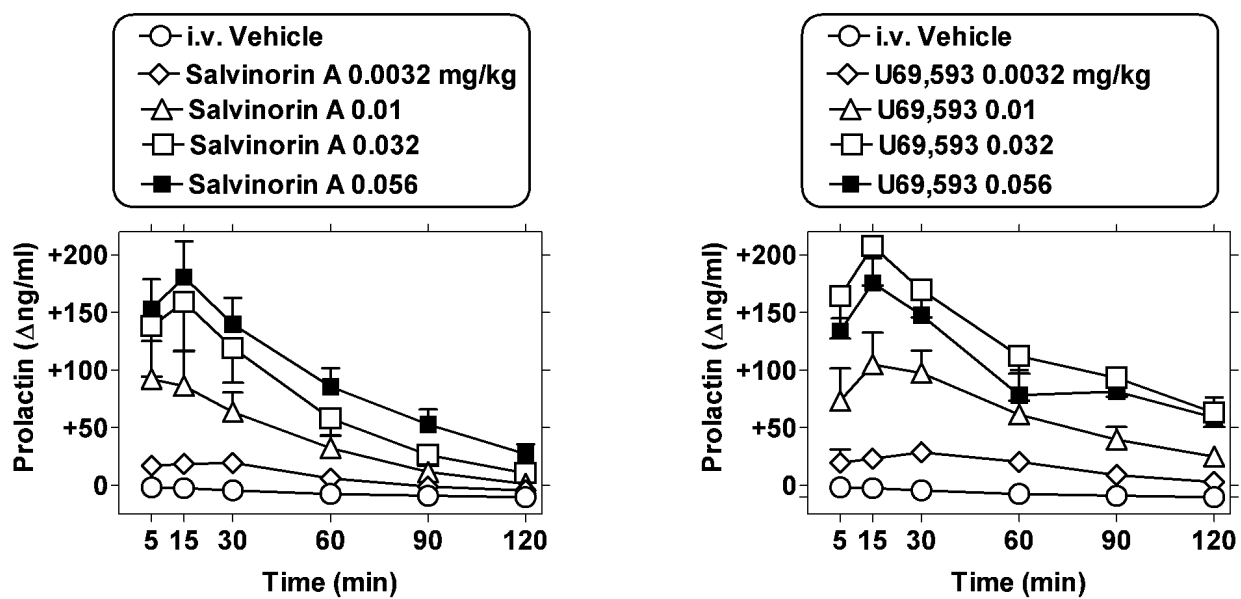 i.v. Vehicle
Salvinorin A 0.0032 mg/kg
Salvinorin A 0.01
Salvinorin A 0.032
Salvinorin A 0.056
Prolactin (Δng/ml)
+200
+150
+100
+50
0
5 15 30 60 90 120
Time (min)
i.v. Vehicle
U69,593 0.0032 mg/kg
U69,593 0.01
U69,593 0.032
U69,593 0.056
Prolactin (Δng/ml)
+200
+150
+100
+50
0
5 15 30 60 90 120
Time (min)